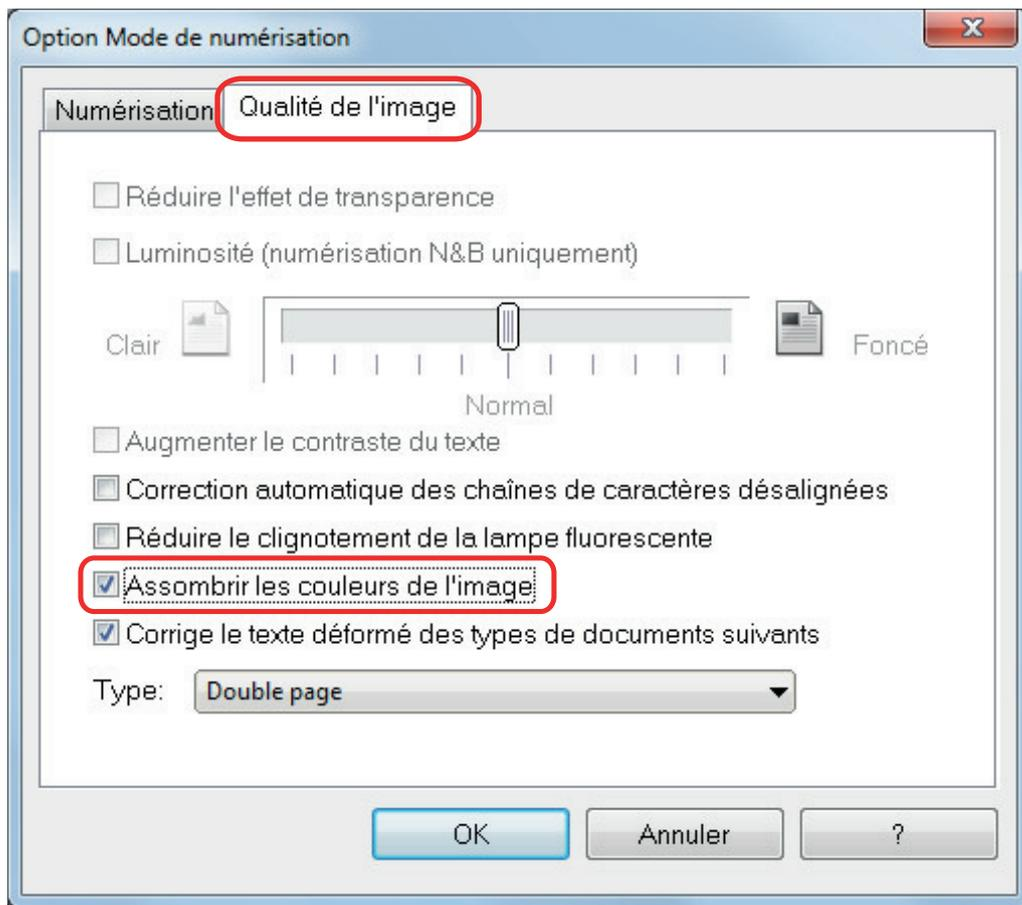 Option Mode de numérisation
Numérisation Qualité de l'image
Réduire l'effet de transparence
Luminosité (numérisation N&B uniquement)
Clair Foncé
Normal
Augmenter le contraste du texte
Correction automatique des chaînes de caractères désalignées
Réduire le clignotement de la lampe fluorescente
Assombrir les couleurs de l'image
Corrige le texte déformé des types de documents suivants
Type: Double page
OK Annuler ?